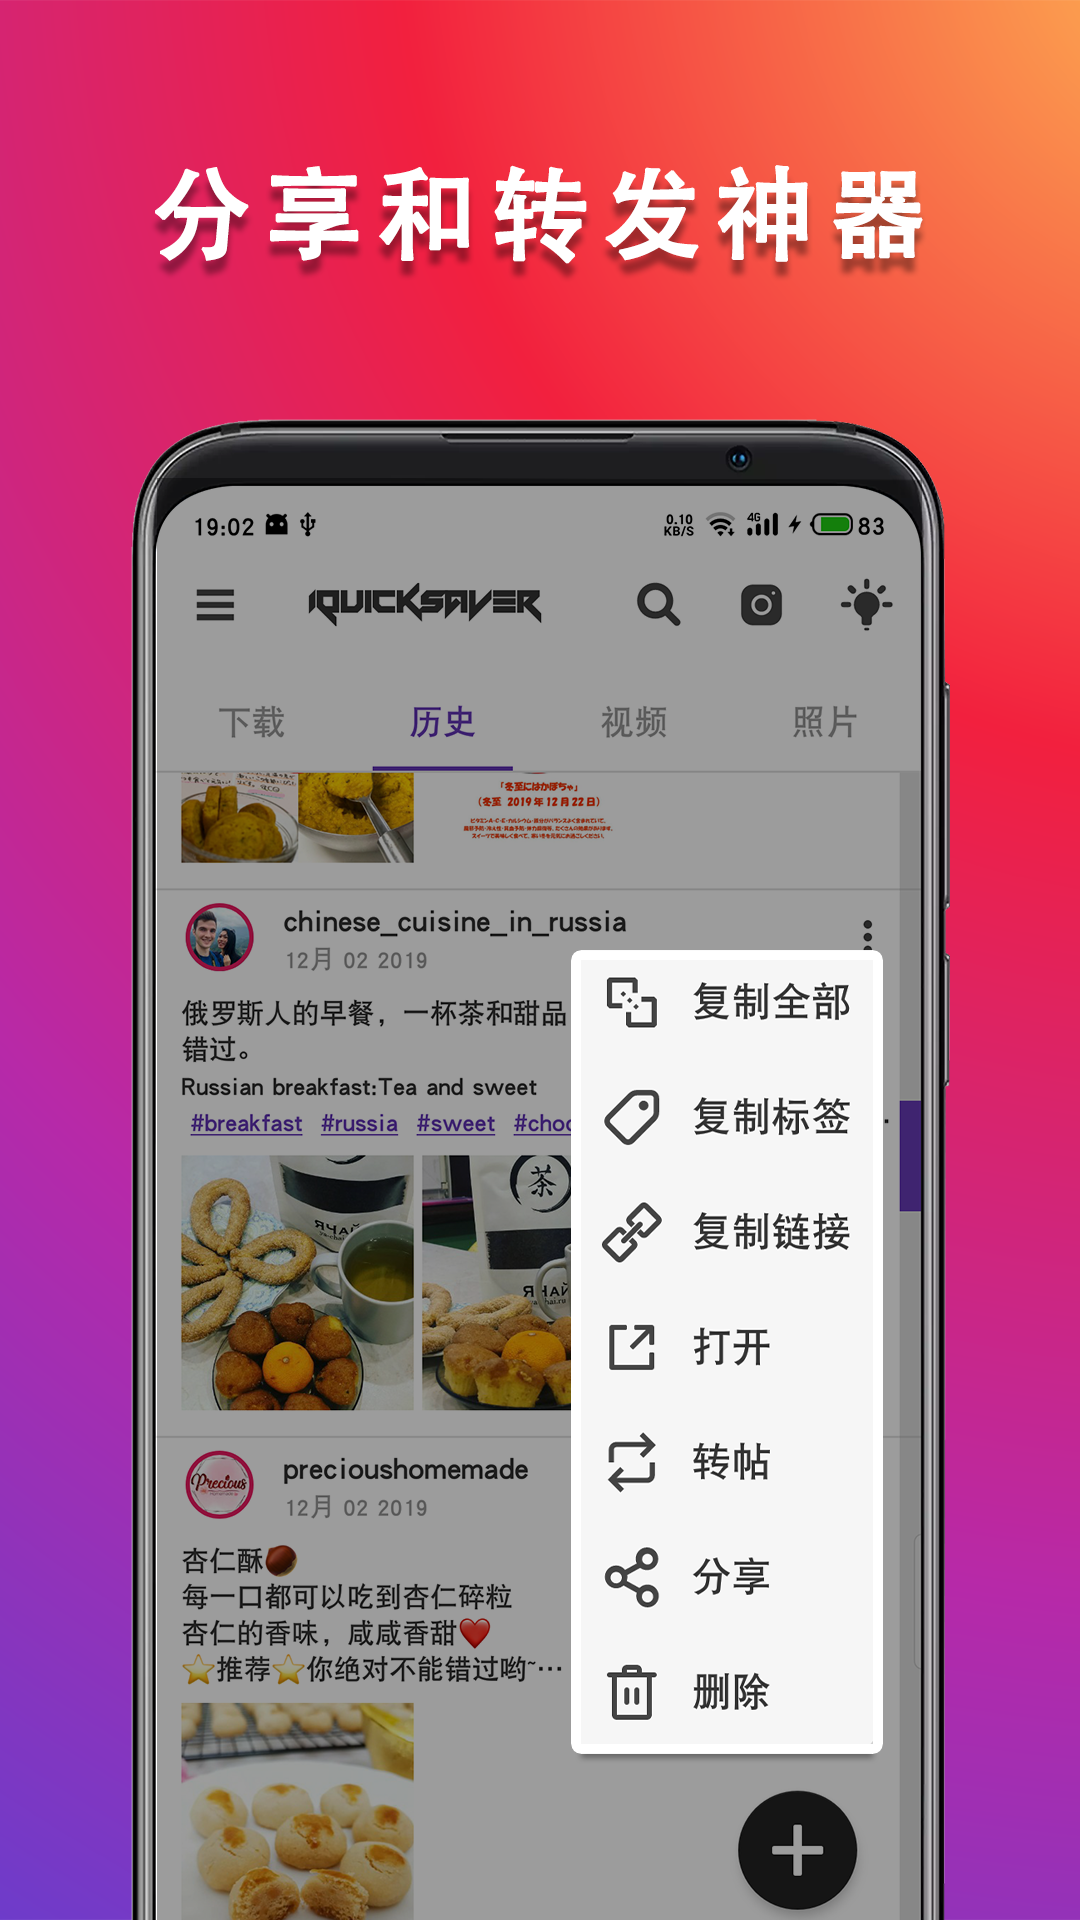 分享和转发神器
19:02
0.10 KB/S
4G
83
IQUICKSAVER
下载 历史 视频 照片
「冬至にはかぼちゃ」
(冬至 2019年12月22日)
chinese_cuisine_in_russia
12月 02 2019
俄罗斯人的早餐，一杯茶和甜品
错过。
Russian breakfast:Tea and sweet
#breakfast #russia #sweet #choc
茶
复制全部
复制标签
复制链接
打开
转帖
分享
删除
Precious
precioushomemade
12月 02 2019
杏仁酥
每一口都可以吃到杏仁碎粒
杏仁的香味，咸咸香甜
推荐 你绝对不能错过哟~…